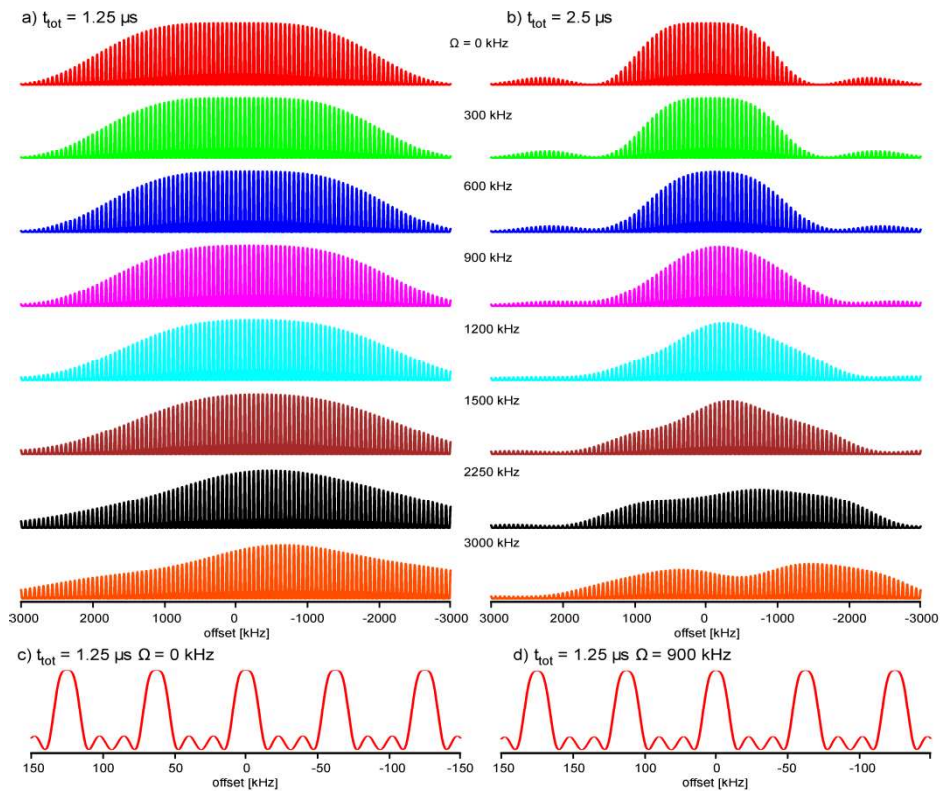 a) t_tot = 1.25 µs
b) t_tot = 2.5 µs
Ω = 0 kHz
300 kHz
600 kHz
900 kHz
1200 kHz
1500 kHz
2250 kHz
3000 kHz
3000 2000 1000 0 -1000 -2000 -3000
offset [kHz]
3000 2000 1000 0 -1000 -2000 -3000
offset [kHz]
c) t_tot = 1.25 µs Ω = 0 kHz
150 100 50 0 -50 -100 -150
offset [kHz]
d) t_tot = 1.25 µs Ω = 900 kHz
150 100 50 0 -50 -100 -150
offset [kHz]